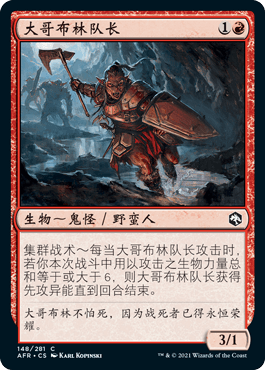 大哥布林队长 1
生物～鬼怪 / 野蛮人
集群战术～每当大哥布林队长攻击时，
若你本次战斗中用以攻击之生物力量总
和等于或大于6，则大哥布林队长获得
先攻异能直到回合结束。
大哥布林不怕死，因为战死者已得永恒荣
耀。
3/1
148/281 C
AFR • CS KARL KOPINSKI
™ & © 2021 Wizards of the Coast